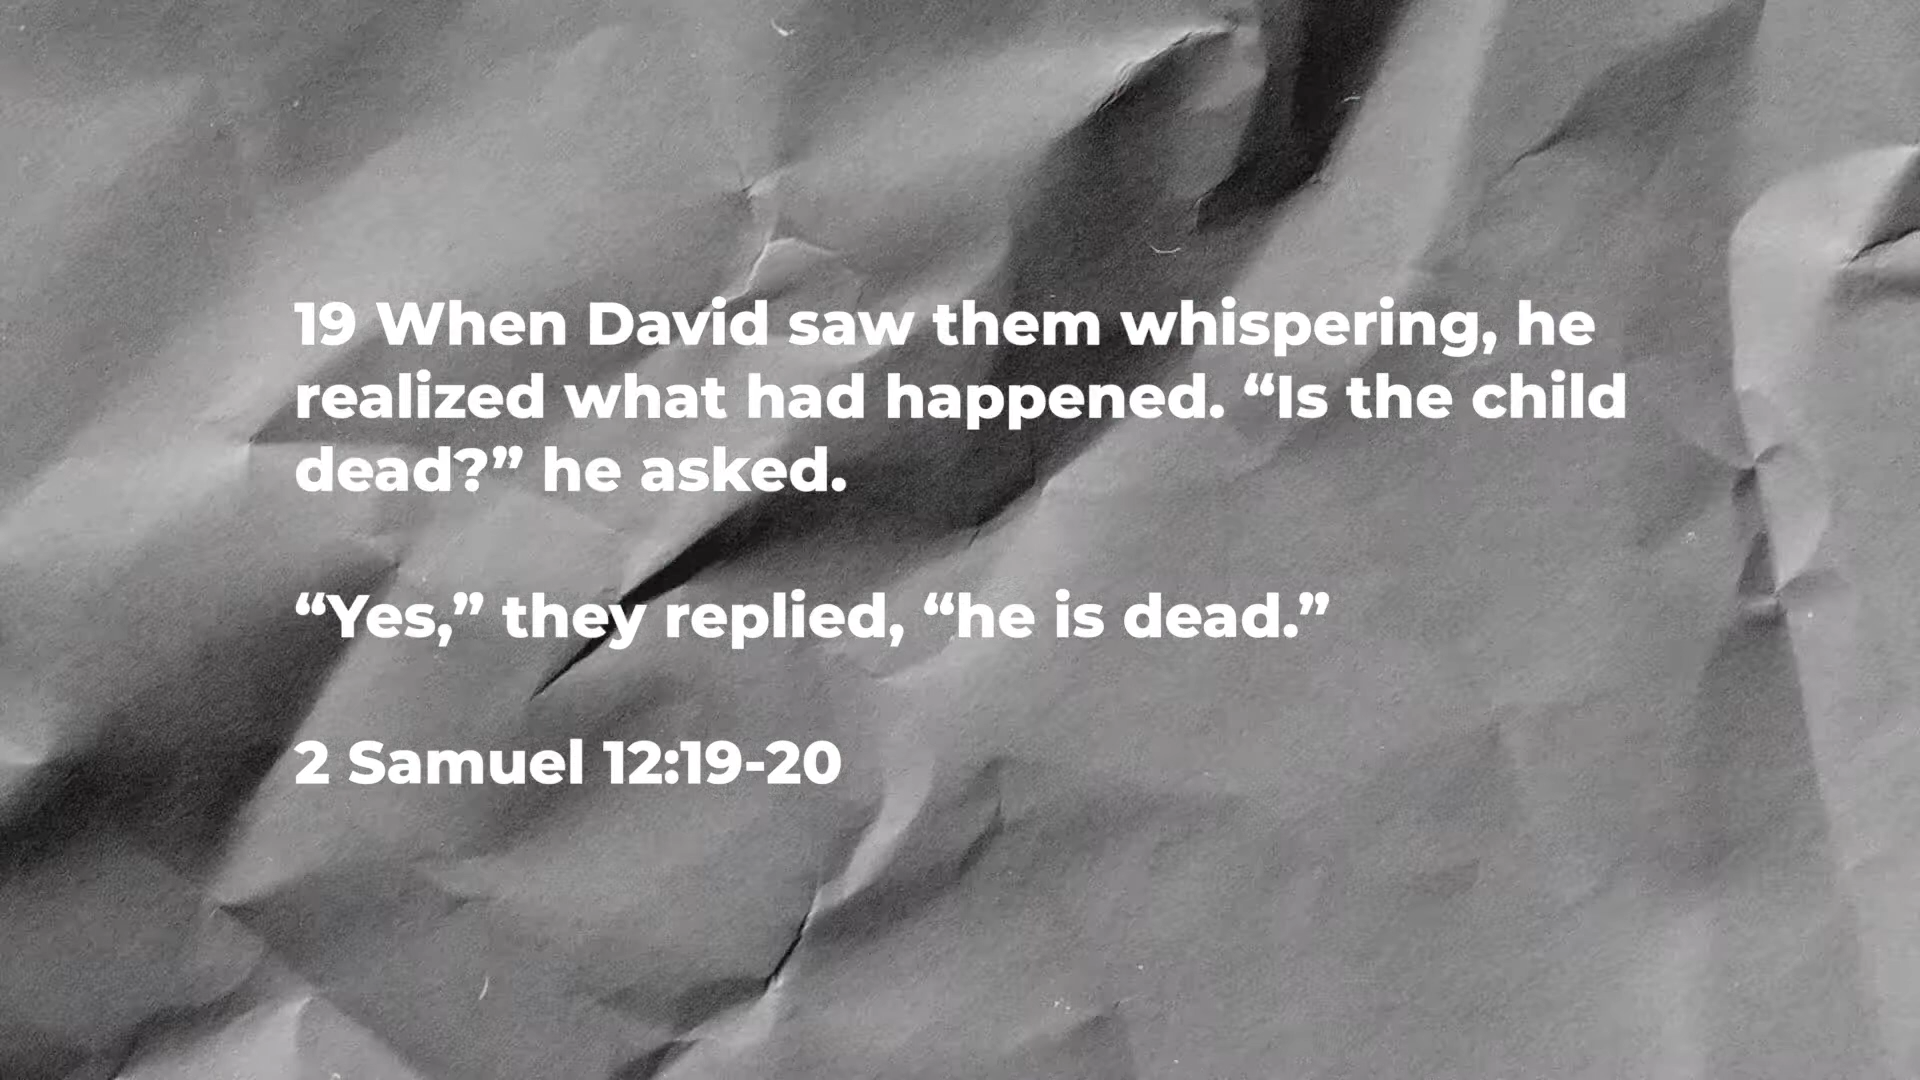 19 When David saw them whispering, he
realized what had happened. “Is the child
dead?” he asked.
“Yes,” they replied, “he is dead.”
2 Samuel 12:19-20